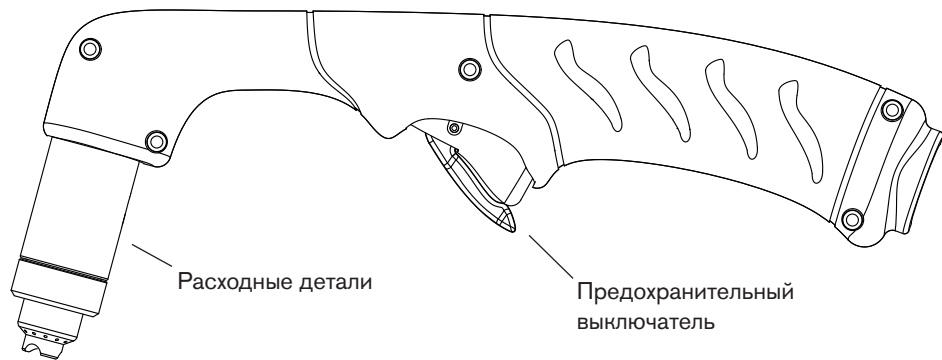 Расходные детали
Предохранительный
выключатель